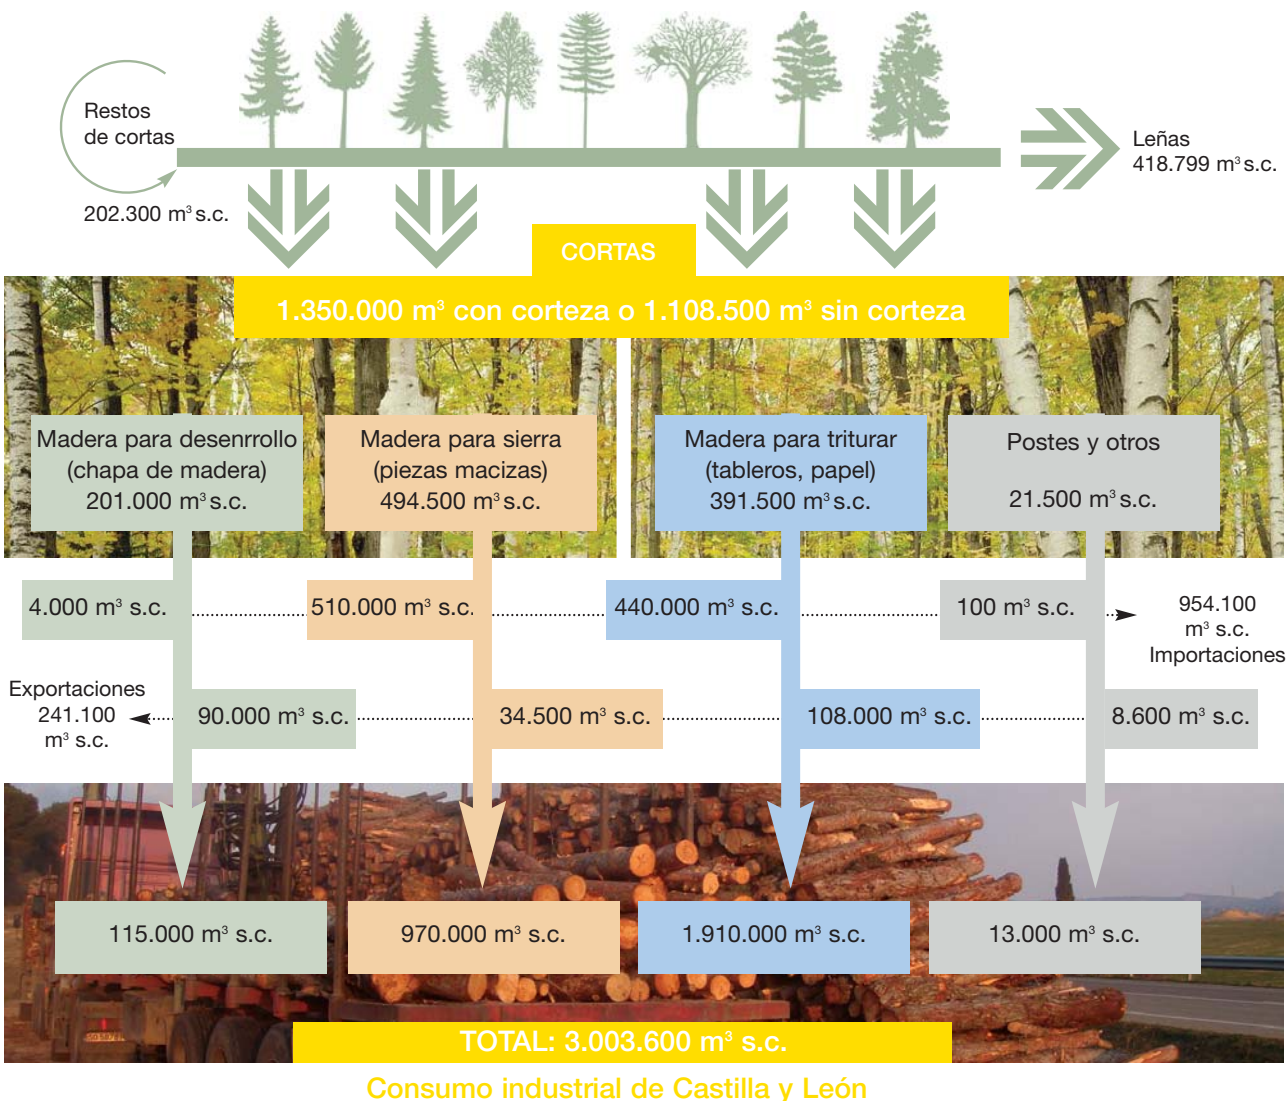 Restos
de cortas
202.300 m³ s.c.
Leñas
418.799 m³ s.c.
CORTAS
1.350.000 m³ con corteza o 1.108.500 m³ sin corteza
Madera para desenrrollo
(chapa de madera)
201.000 m³ s.c.
Madera para sierra
(piezas macizas)
494.500 m³ s.c.
Madera para triturar
(tableros, papel)
391.500 m³ s.c.
Postes y otros
21.500 m³ s.c.
4.000 m³ s.c.
510.000 m³ s.c.
440.000 m³ s.c.
100 m³ s.c.
954.100
m³ s.c.
Importaciones
Exportaciones
241.100
m³ s.c.
90.000 m³ s.c.
34.500 m³ s.c.
108.000 m³ s.c.
8.600 m³ s.c.
115.000 m³ s.c.
970.000 m³ s.c.
1.910.000 m³ s.c.
13.000 m³ s.c.
TOTAL: 3.003.600 m³ s.c.
Consumo industrial de Castilla y León